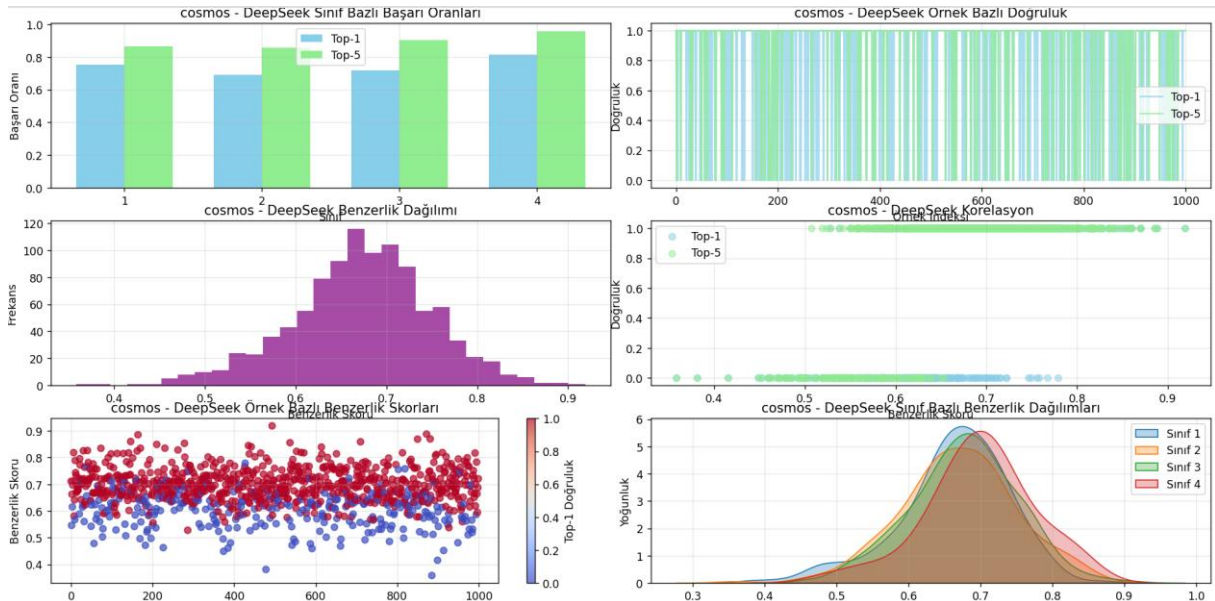 cosmos - DeepSeek Sınıf Bazlı Başarı Oranları
Başarı Oranı
1.0
0.8
0.6
0.4
0.2
0.0
Top-1
Top-5
1 2 3 4
Sınıf
cosmos - DeepSeek Örnek Bazlı Doğruluk
Doğruluk
1.0
0.8
0.6
0.4
0.2
0.0
Top-1
Top-5
0 200 400 600 800 1000
Örnek İndeksi
cosmos - DeepSeek Benzerlik Dağılımı
Frekans
120
100
80
60
40
20
0
0.4 0.5 0.6 0.7 0.8 0.9
Benzerlik Skoru
cosmos - DeepSeek Korelasyon
Doğruluk
1.0
0.8
0.6
0.4
0.2
0.0
Top-1
Top-5
0.4 0.5 0.6 0.7 0.8 0.9
Benzerlik Skoru
cosmos - DeepSeek Örnek Bazlı Benzerlik Skorları
Benzerlik Skoru
0.9
0.8
0.7
0.6
0.5
0.4
0 200 400 600 800 1000
1.0
0.8
0.6
0.4
0.2
0.0
Top-1 Doğruluk
cosmos - DeepSeek Sınıf Bazlı Benzerlik Dağılımları
Yoğunluk
6
5
4
3
2
1
0
Sınıf 1
Sınıf 2
Sınıf 3
Sınıf 4
0.3 0.4 0.5 0.6 0.7 0.8 0.9 1.0